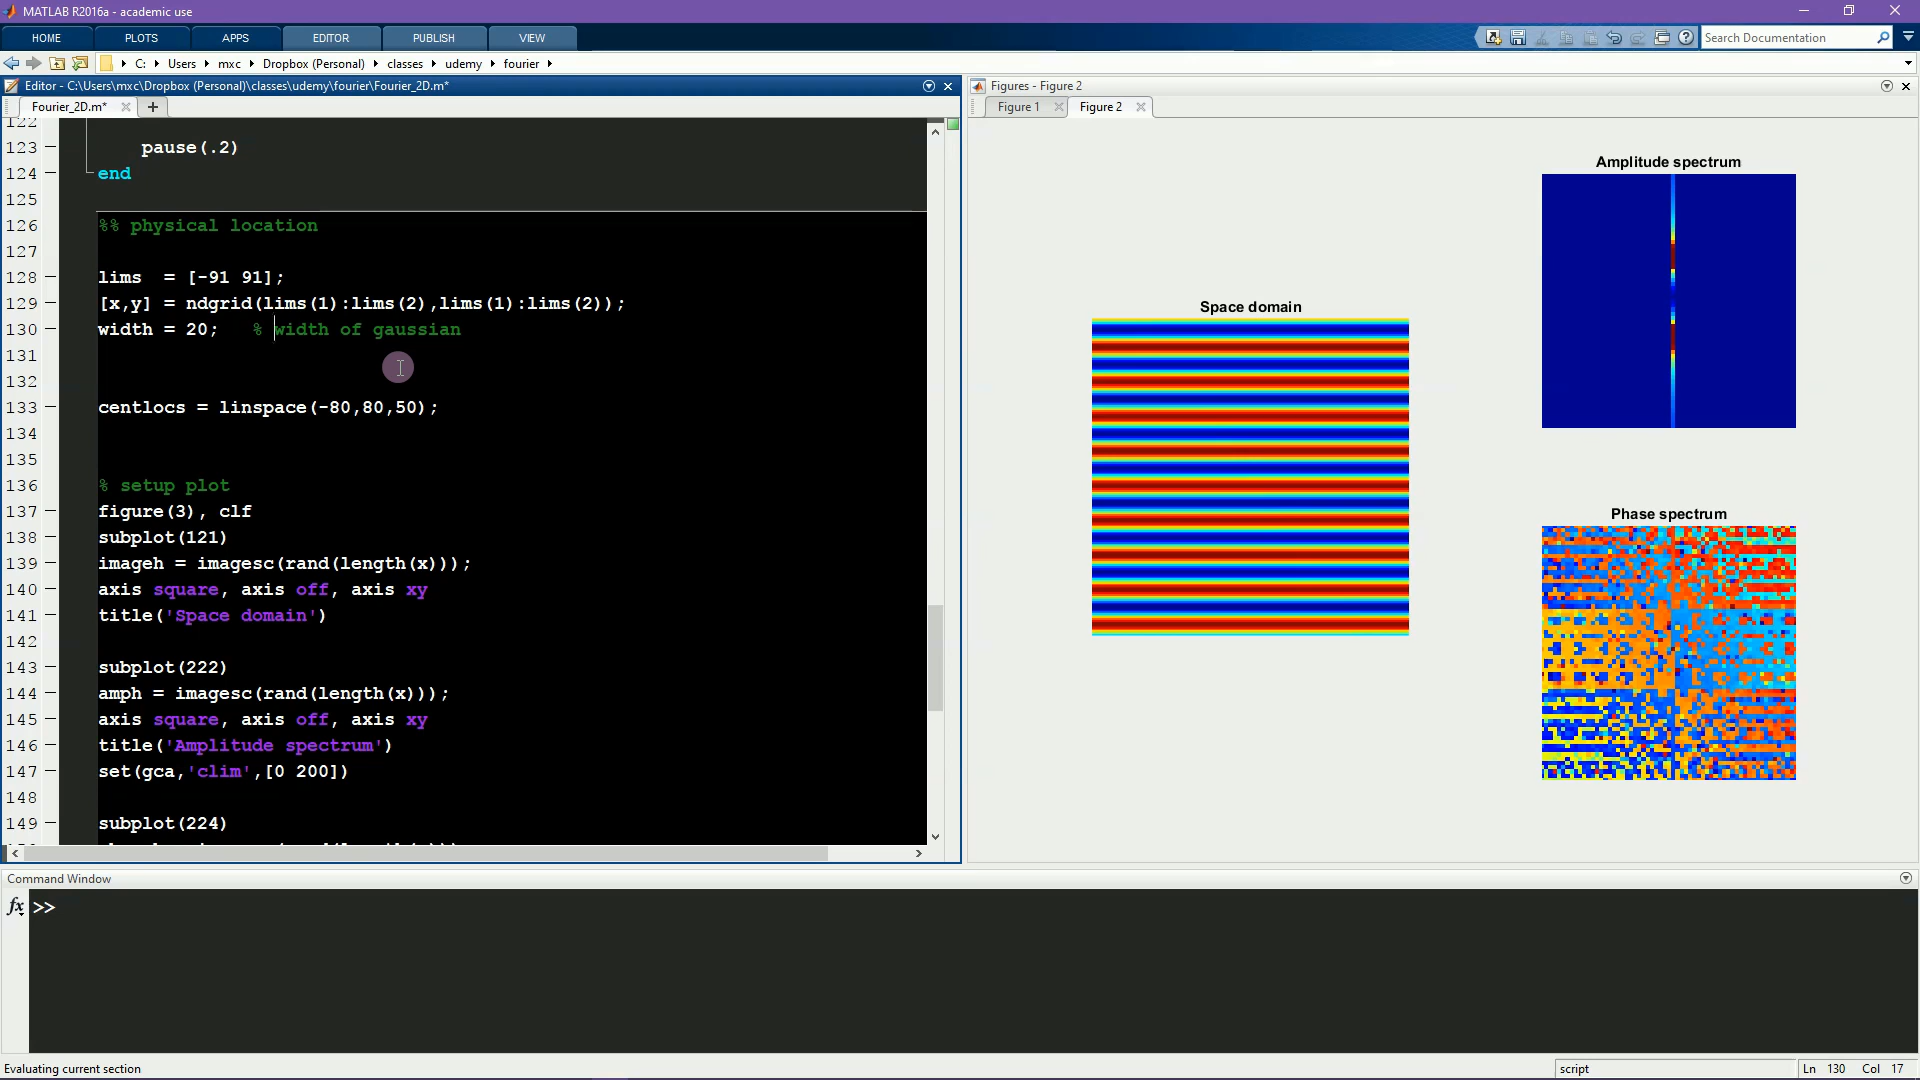 MATLAB R2016a - academic use
HOME PLOTS APPS EDITOR PUBLISH VIEW Search Documentation
C: Users mxc Dropbox (Personal) classes udemy fourier
Editor - C:\Users\mxc\Dropbox (Personal)\classes\udemy\fourier\Fourier_2D.m*
Fourier_2D.m*
122
123 pause(.2)
124 end
125
126 %% physical location
127
128 lims = [-91 91];
129 [x,y] = ndgrid(lims(1):lims(2),lims(1):lims(2));
130 width = 20; % width of gaussian
131
132
133 centlocs = linspace(-80,80,50);
134
135
136 % setup plot
137 figure(3), clf
138 subplot(121)
139 imageh = imagesc(rand(length(x)));
140 axis square, axis off, axis xy
141 title('Space domain')
142
143 subplot(222)
144 amph = imagesc(rand(length(x)));
145 axis square, axis off, axis xy
146 title('Amplitude spectrum')
147 set(gca,'clim',[0 200])
148
149 subplot(224)
Figures - Figure 2
Figure 1 Figure 2
Amplitude spectrum
Space domain
Phase spectrum
Command Window
fx >>
Evaluating current section
script
Ln 130 Col 17